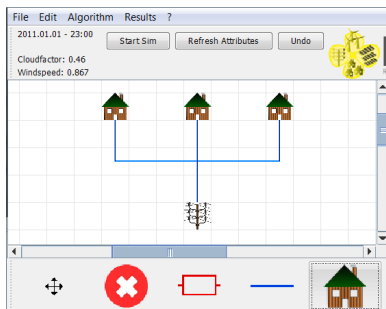 File Edit Algorithm Results ?
2011.01.01 - 23:00
Start Sim Refresh Attributes Undo
Cloudfactor: 0.46
Windspeed: 0.867